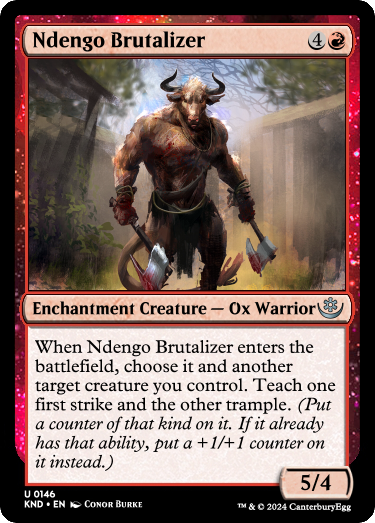 Ndengo Brutalizer 4
Enchantment Creature — Ox Warrior
When Ndengo Brutalizer enters the
battlefield, choose it and another
target creature you control. Teach one
first strike and the other trample. (Put
a counter of that kind on it. If it already
has that ability, put a +1/+1 counter on
it instead.)
5/4
U 0146
KND • EN Conor Burke
™ & © 2024 CanterburyEgg